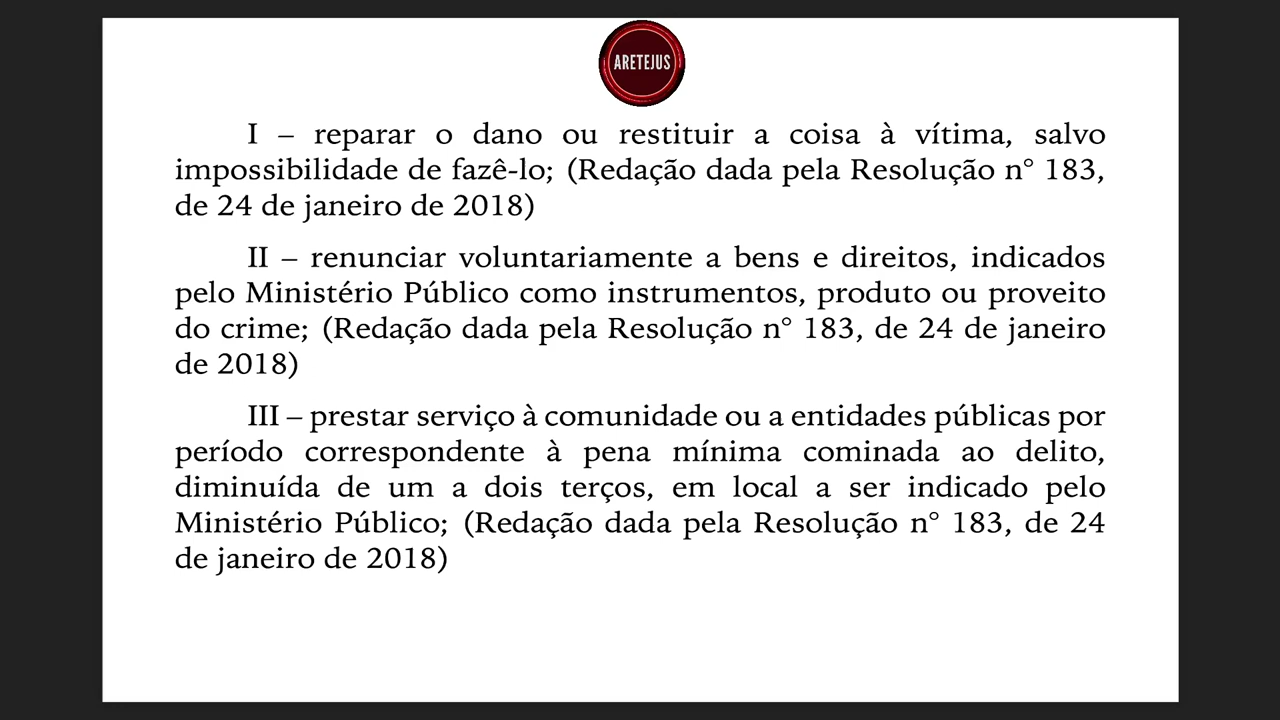 ARETEJUS
I – reparar o dano ou restituir a coisa à vítima, salvo
impossibilidade de fazê-lo; (Redação dada pela Resolução n° 183,
de 24 de janeiro de 2018)
II – renunciar voluntariamente a bens e direitos, indicados
pelo Ministério Público como instrumentos, produto ou proveito
do crime; (Redação dada pela Resolução n° 183, de 24 de janeiro
de 2018)
III – prestar serviço à comunidade ou a entidades públicas por
período correspondente à pena mínima cominada ao delito,
diminuída de um a dois terços, em local a ser indicado pelo
Ministério Público; (Redação dada pela Resolução n° 183, de 24
de janeiro de 2018)